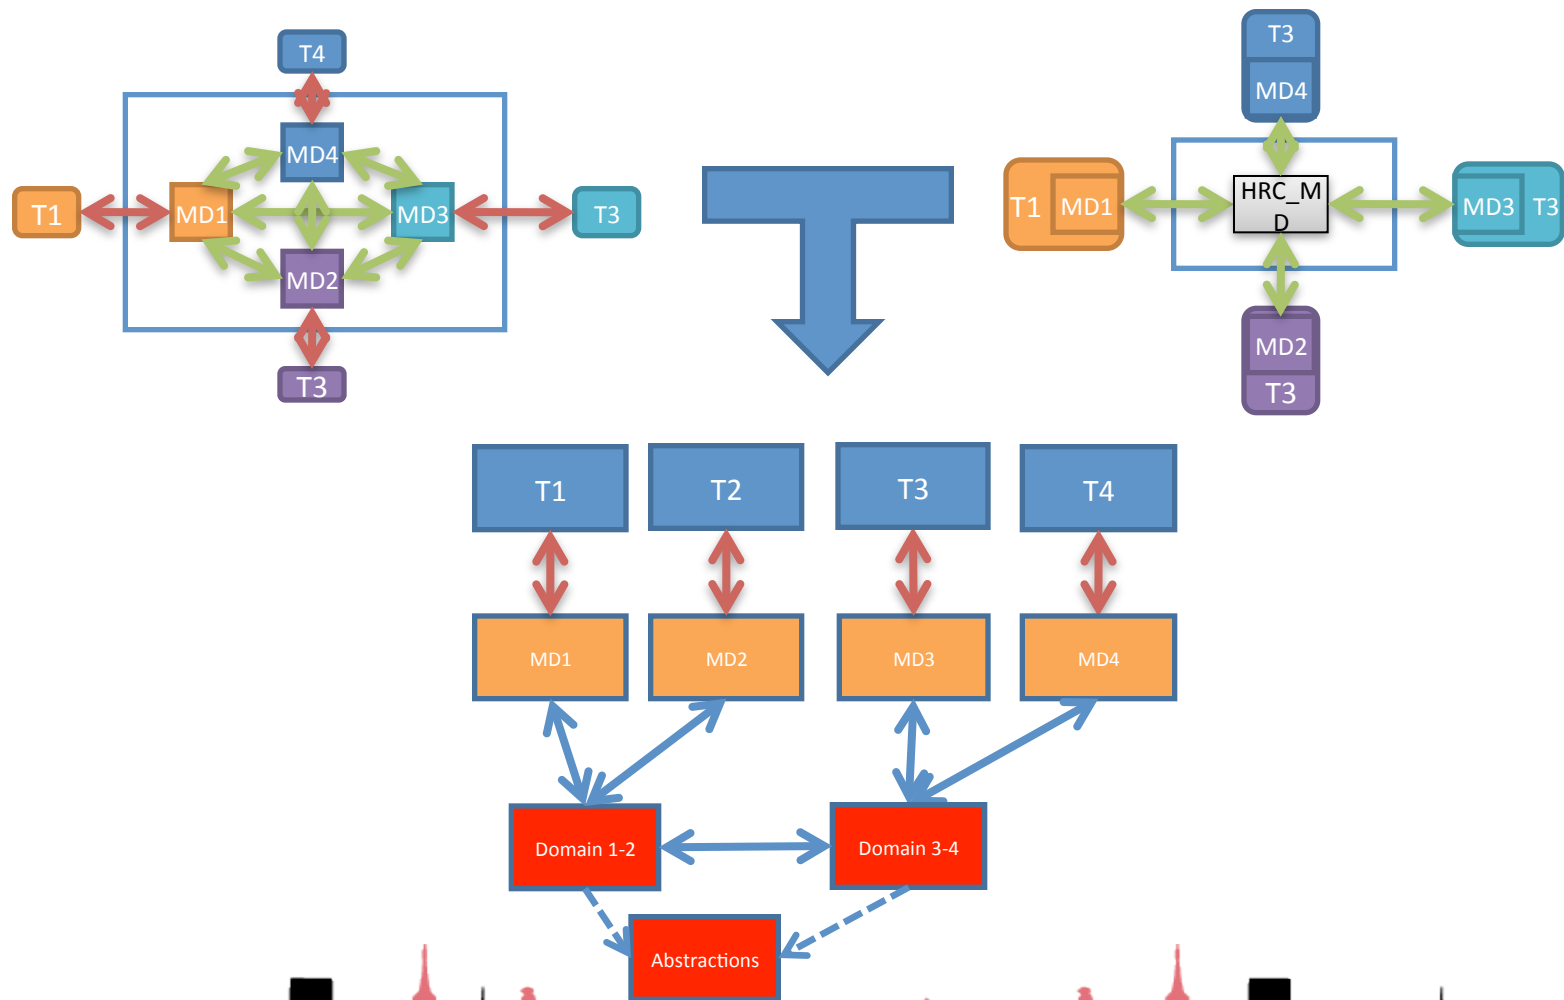 T4
MD4
T1
MD1
MD3
T3
MD2
T3
T3
MD4
T1
MD1
HRC_M
D
MD3
T3
MD2
T3
T1
T2
T3
T4
MD1
MD2
MD3
MD4
Domain 1-2
Domain 3-4
Abstractions